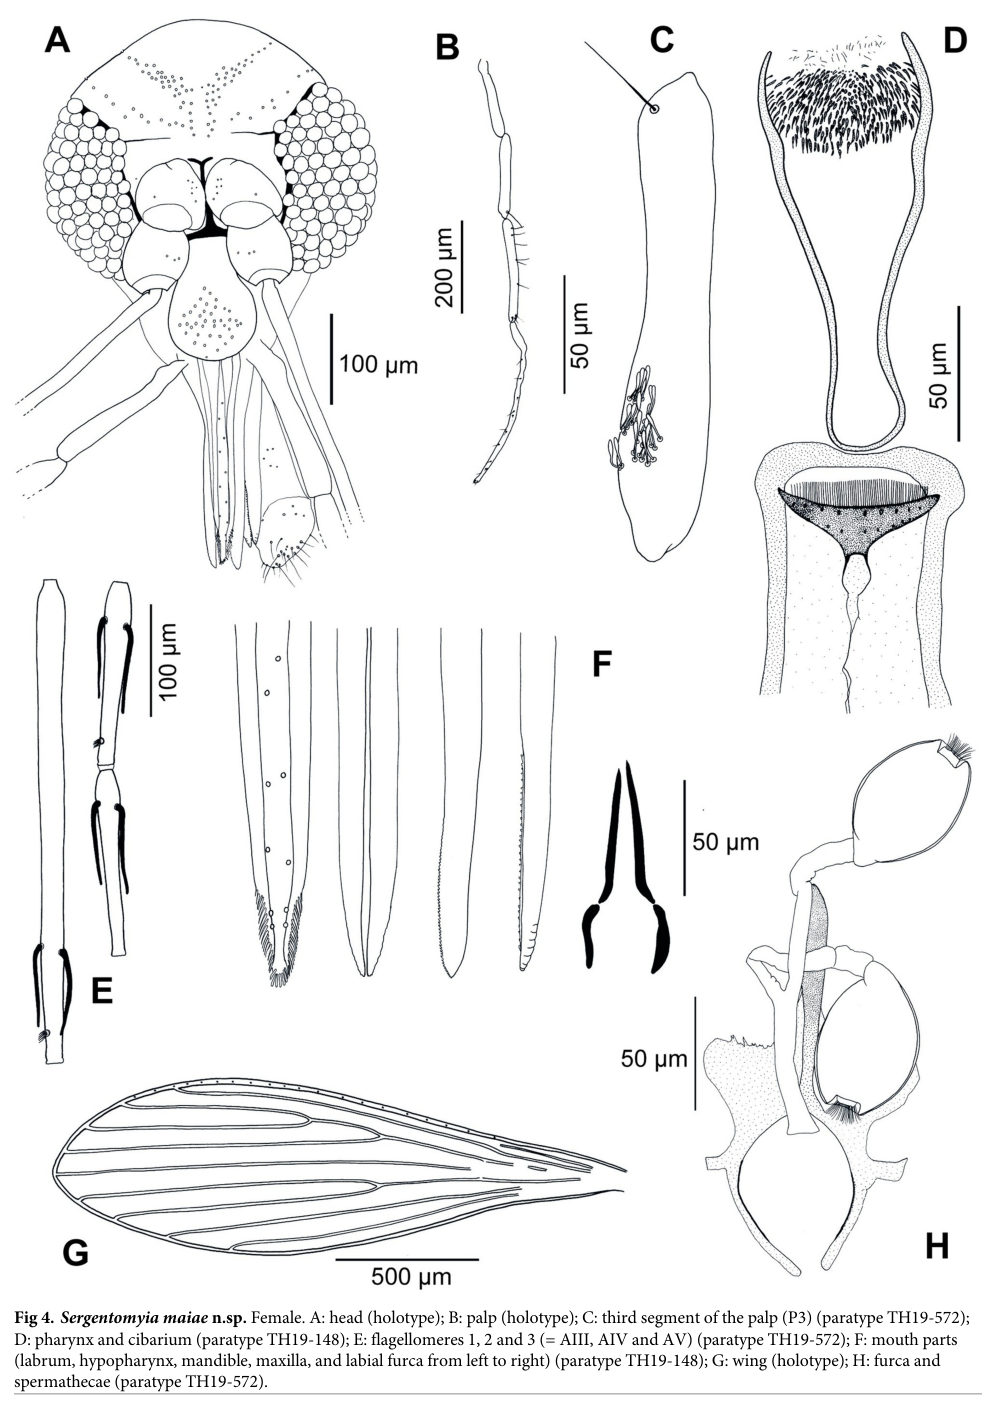 A
B
C
D
200 µm
50 µm
100 µm
50 µm
100 µm
F
50 µm
E
50 µm
G
500 µm
H
Fig 4. Sergentomyia maiae n.sp. Female. A: head (holotype); B: palp (holotype); C: third segment of the palp (P3) (paratype TH19-572);
D: pharynx and cibarium (paratype TH19-148); E: flagellomeres 1, 2 and 3 (= AIII, AIV and AV) (paratype TH19-572); F: mouth parts
(labrum, hypopharynx, mandible, maxilla, and labial furca from left to right) (paratype TH19-148); G: wing (holotype); H: furca and
spermathecae (paratype TH19-572).